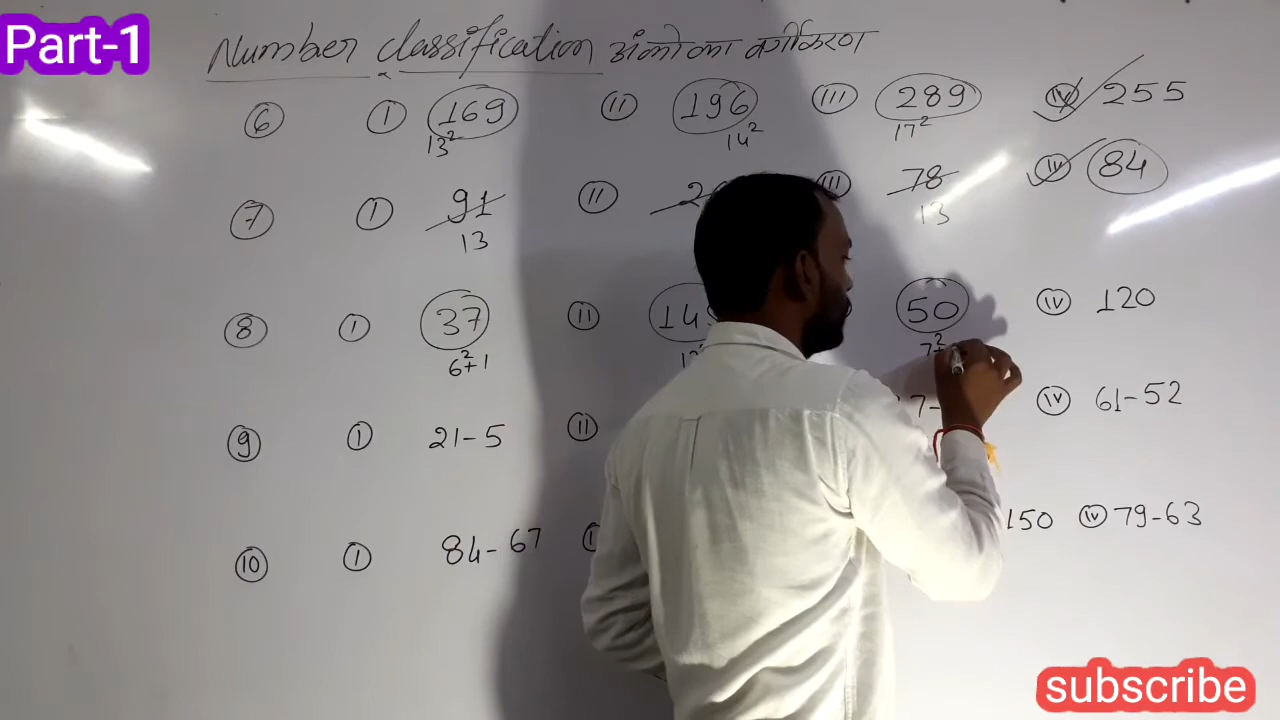 Part-1
Number classification अंको का वर्गीकरण
6 I 169 II 196 III 289 IV 255
13² 14² 17²
7 I 91 II III 78 IV 84
13 13
8 I 37 II 50 IV 120
6²+1 7²+
9 I 21-5 II IV 61-52
10 I 84-67 150 IV 79-63
subscribe